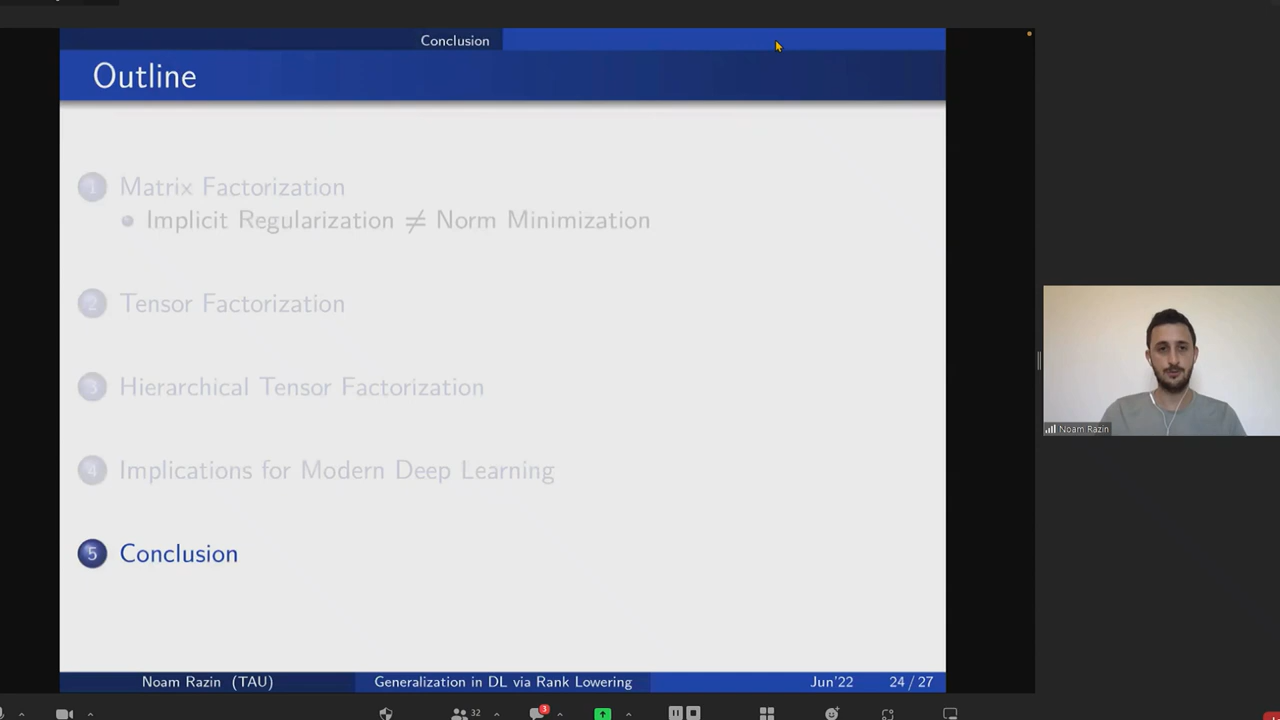 Conclusion
Outline
1 Matrix Factorization
Implicit Regularization ≠ Norm Minimization
2 Tensor Factorization
3 Hierarchical Tensor Factorization
4 Implications for Modern Deep Learning
5 Conclusion
Noam Razin (TAU)
Generalization in DL via Rank Lowering
Jun'22
24 / 27
Noam Razin
32
3